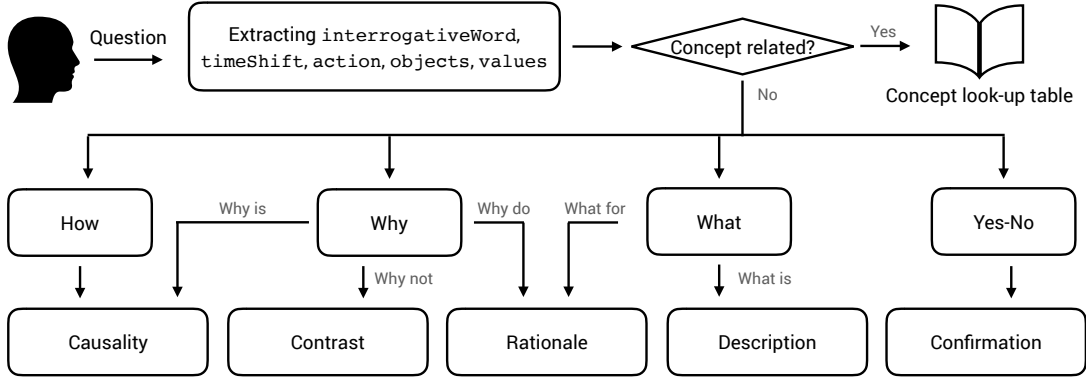 Question
Extracting interrogativeWord,
timeShift, action, objects, values
Concept related?
Yes
Concept look-up table
No
How
Why is
Why
Why do
What for
What
Yes-No
Why not
What is
Causality
Contrast
Rationale
Description
Confirmation